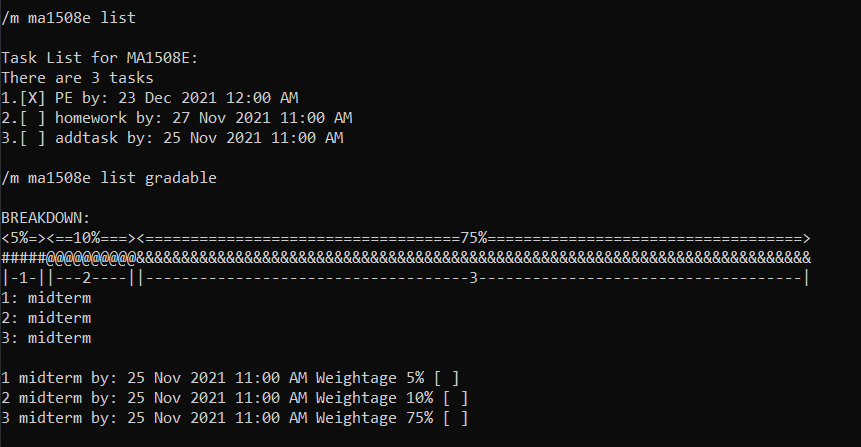 /m ma1508e list
Task List for MA1508E:
There are 3 tasks
1.[X] PE by: 23 Dec 2021 12:00 AM
2.[ ] homework by: 27 Nov 2021 11:00 AM
3.[ ] addtask by: 25 Nov 2021 11:00 AM
/m ma1508e list gradable
BREAKDOWN:
<5%=><==10%===><===================================75%===================================>
#####@@@@@@@@@@&&&&&&&&&&&&&&&&&&&&&&&&&&&&&&&&&&&&&&&&&&&&&&&&&&&&&&&&&&&&&&&&&&&&&&&&&&&
|-1-||---2----||------------------------------------3------------------------------------|
1: midterm
2: midterm
3: midterm
1 midterm by: 25 Nov 2021 11:00 AM Weightage 5% [ ]
2 midterm by: 25 Nov 2021 11:00 AM Weightage 10% [ ]
3 midterm by: 25 Nov 2021 11:00 AM Weightage 75% [ ]